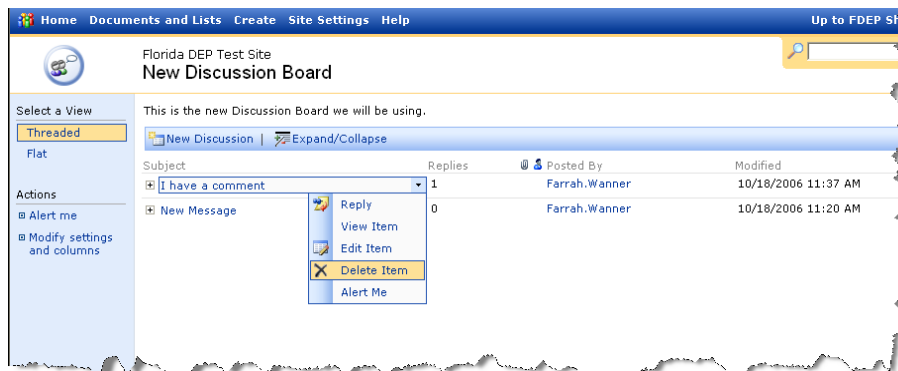 Home Documents and Lists Create Site Settings Help Up to FDEP Sh
Florida DEP Test Site
New Discussion Board
Select a View
Threaded
Flat
Actions
Alert me
Modify settings
and columns
This is the new Discussion Board we will be using.
New Discussion | Expand/Collapse
Subject Replies Posted By Modified
I have a comment 1 Farrah.Wanner 10/18/2006 11:37 AM
New Message 0 Farrah.Wanner 10/18/2006 11:20 AM
Reply
View Item
Edit Item
Delete Item
Alert Me